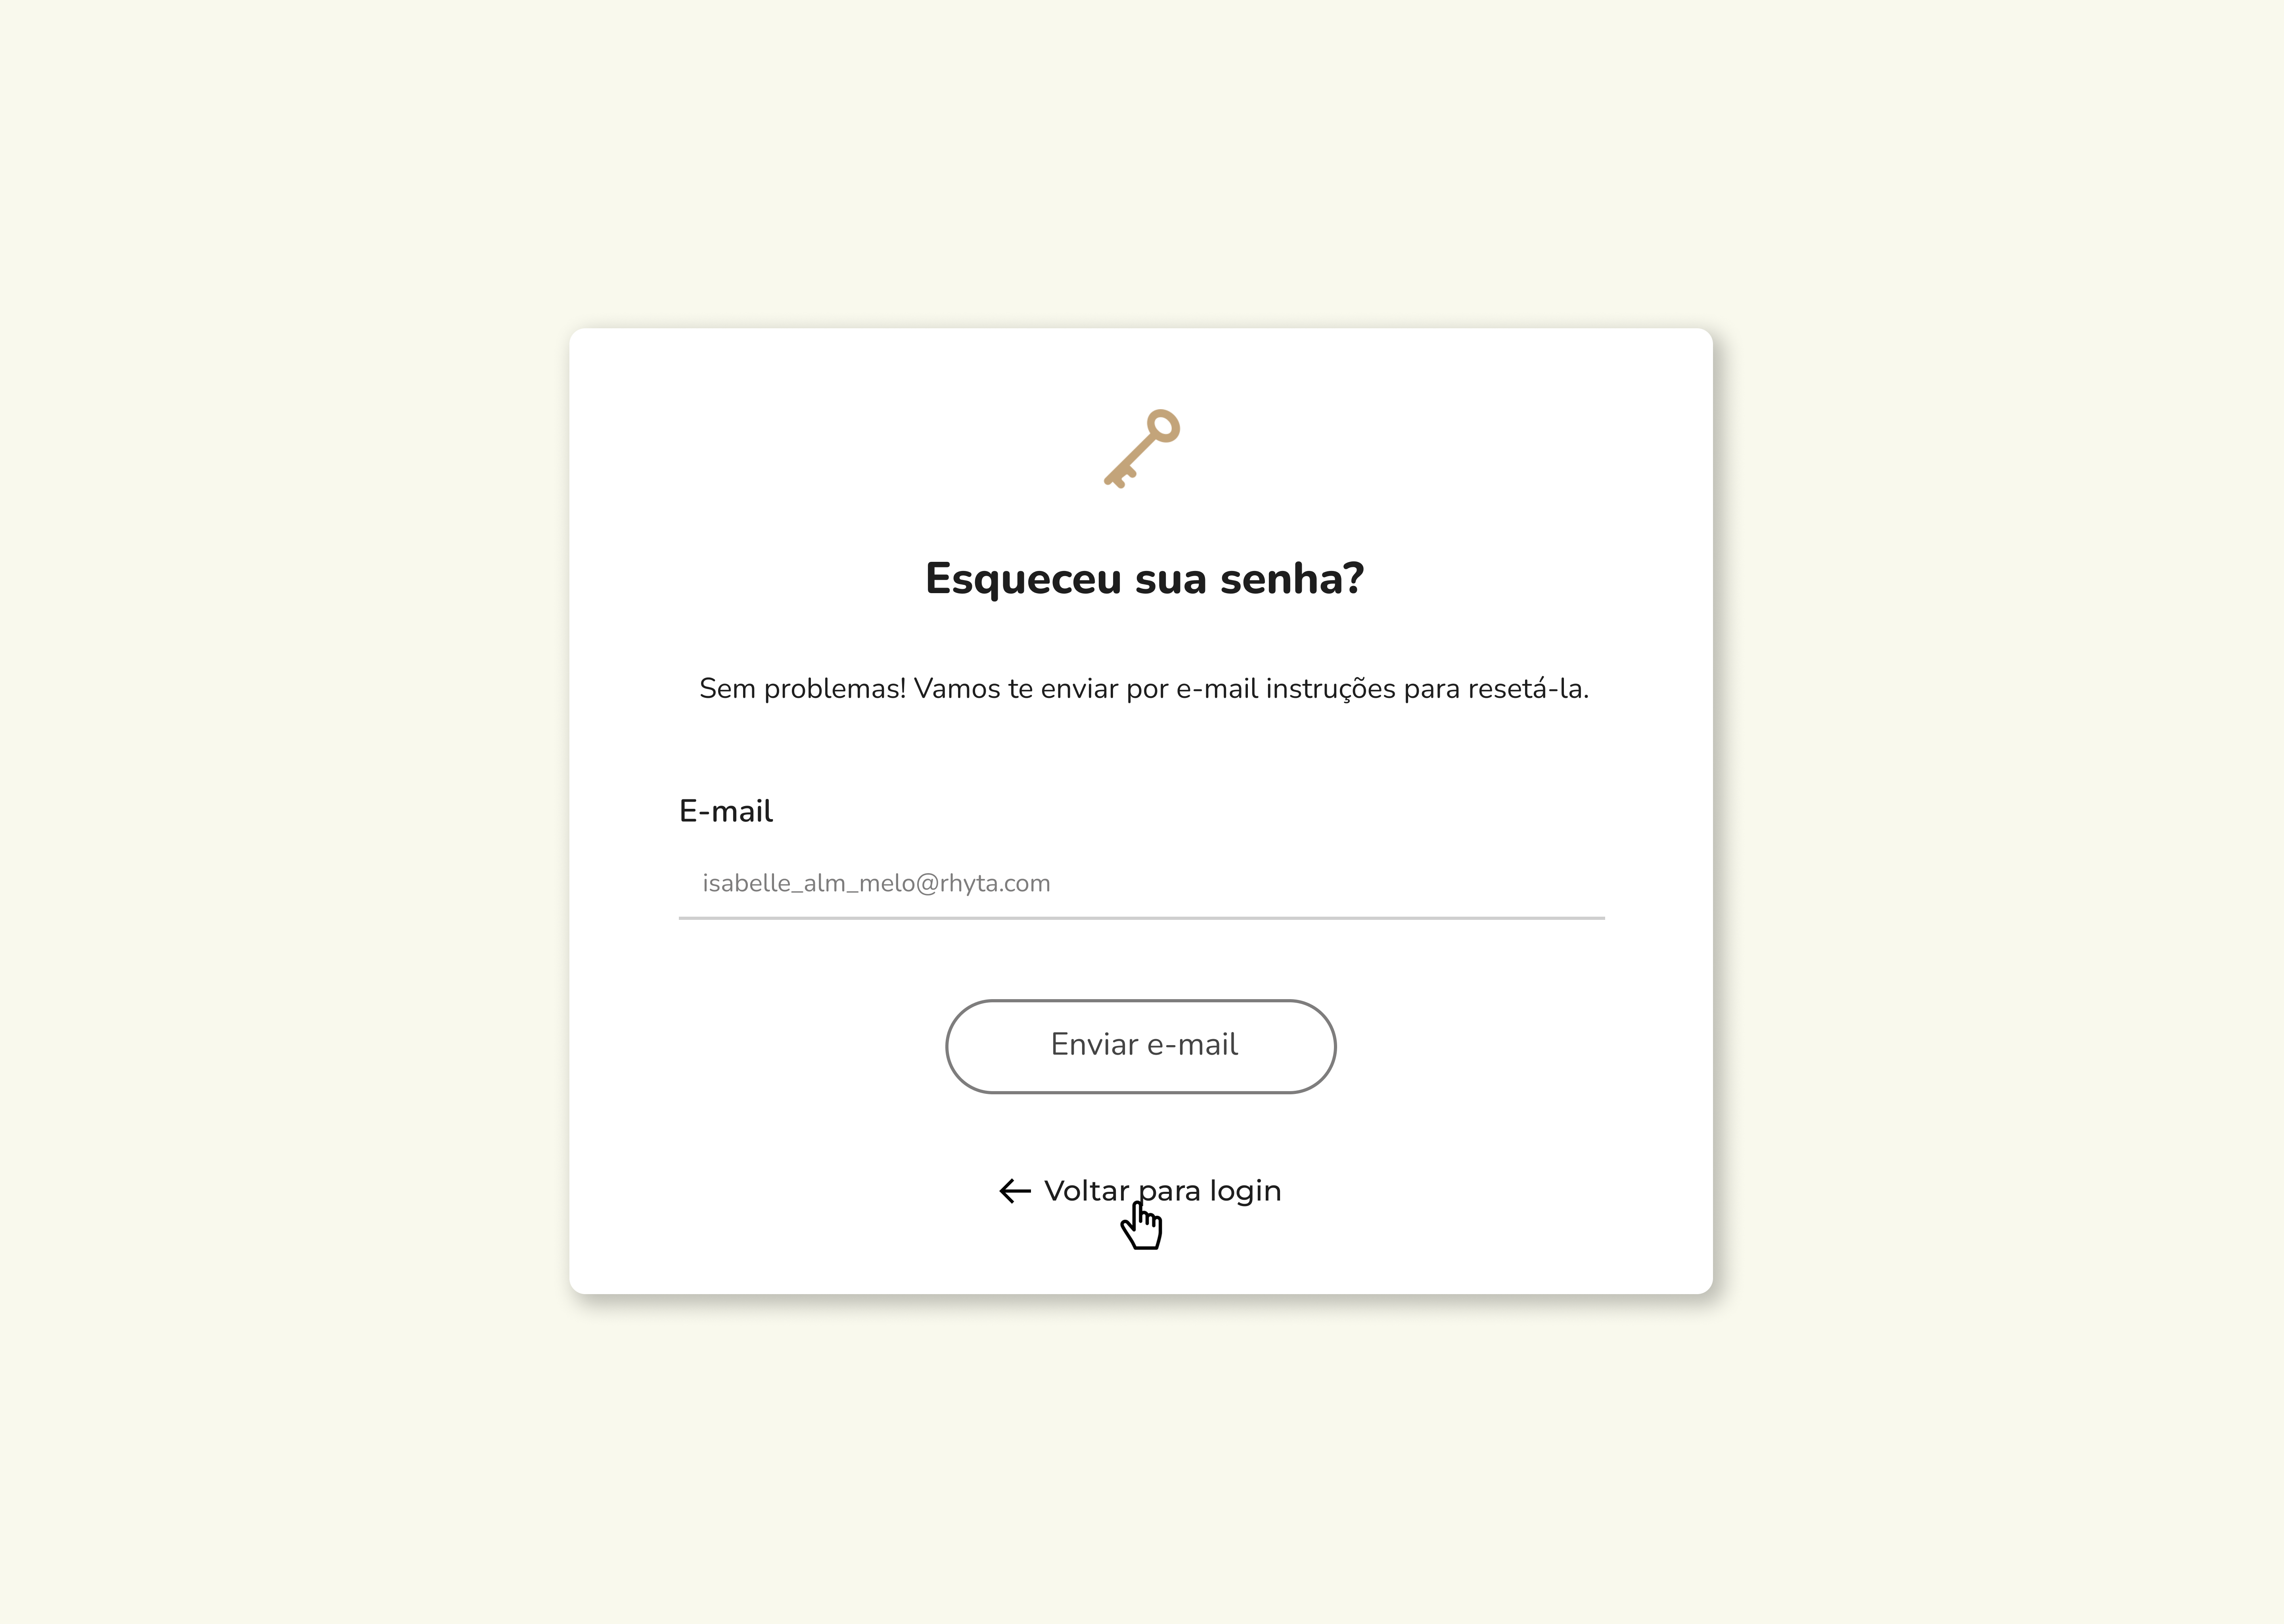 Esqueceu sua senha?
Sem problemas! Vamos te enviar por e-mail instruções para resetá-la.
E-mail
isabelle_alm_melo@rhyta.com
Enviar e-mail
Voltar para login